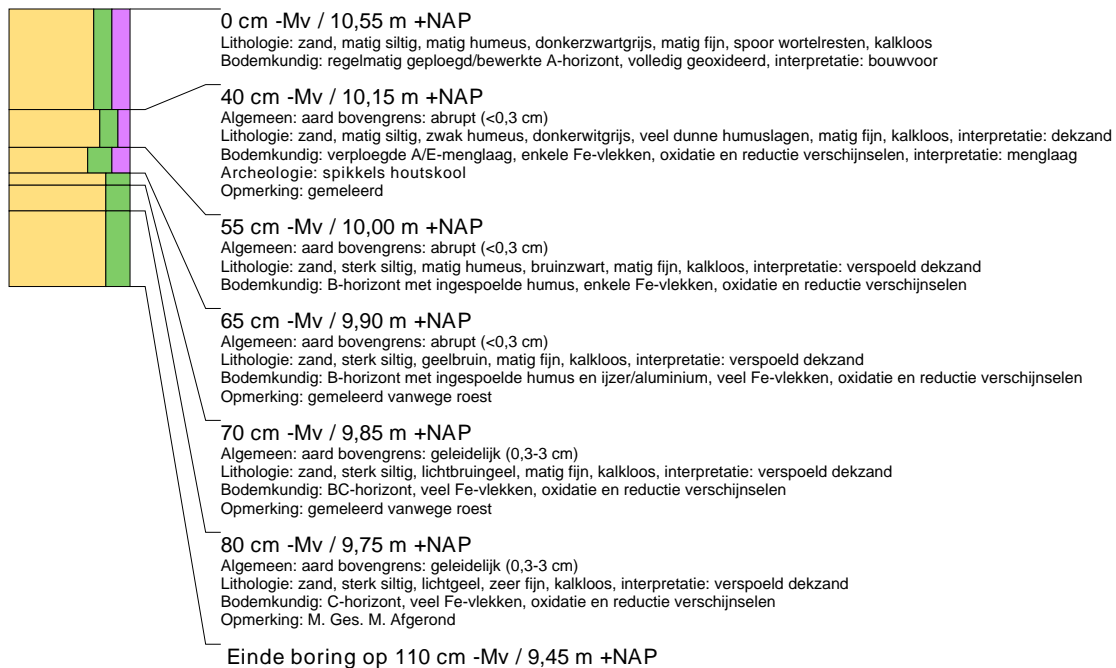 0 cm -Mv / 10,55 m +NAP
Lithologie: zand, matig siltig, matig humeus, donkerzwartgrijs, matig fijn, spoor wortelresten, kalkloos
Bodemkundig: regelmatig geploegd/bewerkte A-horizont, volledig geoxideerd, interpretatie: bouwvoor
40 cm -Mv / 10,15 m +NAP
Algemeen: aard bovengrens: abrupt (<0,3 cm)
Lithologie: zand, matig siltig, zwak humeus, donkerwitgrijs, veel dunne humuslagen, matig fijn, kalkloos, interpretatie: dekzand
Bodemkundig: verploegde A/E-menglaag, enkele Fe-vlekken, oxidatie en reductie verschijnselen, interpretatie: menglaag
Archeologie: spikkels houtskool
Opmerking: gemeleerd
55 cm -Mv / 10,00 m +NAP
Algemeen: aard bovengrens: abrupt (<0,3 cm)
Lithologie: zand, sterk siltig, matig humeus, bruinzwart, matig fijn, kalkloos, interpretatie: verspoeld dekzand
Bodemkundig: B-horizont met ingespoelde humus, enkele Fe-vlekken, oxidatie en reductie verschijnselen
65 cm -Mv / 9,90 m +NAP
Algemeen: aard bovengrens: abrupt (<0,3 cm)
Lithologie: zand, sterk siltig, geelbruin, matig fijn, kalkloos, interpretatie: verspoeld dekzand
Bodemkundig: B-horizont met ingespoelde humus en ijzer/aluminium, veel Fe-vlekken, oxidatie en reductie verschijnselen
Opmerking: gemeleerd vanwege roest
70 cm -Mv / 9,85 m +NAP
Algemeen: aard bovengrens: geleidelijk (0,3-3 cm)
Lithologie: zand, sterk siltig, lichtbruingeel, matig fijn, kalkloos, interpretatie: verspoeld dekzand
Bodemkundig: BC-horizont, veel Fe-vlekken, oxidatie en reductie verschijnselen
Opmerking: gemeleerd vanwege roest
80 cm -Mv / 9,75 m +NAP
Algemeen: aard bovengrens: geleidelijk (0,3-3 cm)
Lithologie: zand, sterk siltig, lichtgeel, zeer fijn, kalkloos, interpretatie: verspoeld dekzand
Bodemkundig: C-horizont, veel Fe-vlekken, oxidatie en reductie verschijnselen
Opmerking: M. Ges. M. Afgerond
Einde boring op 110 cm -Mv / 9,45 m +NAP